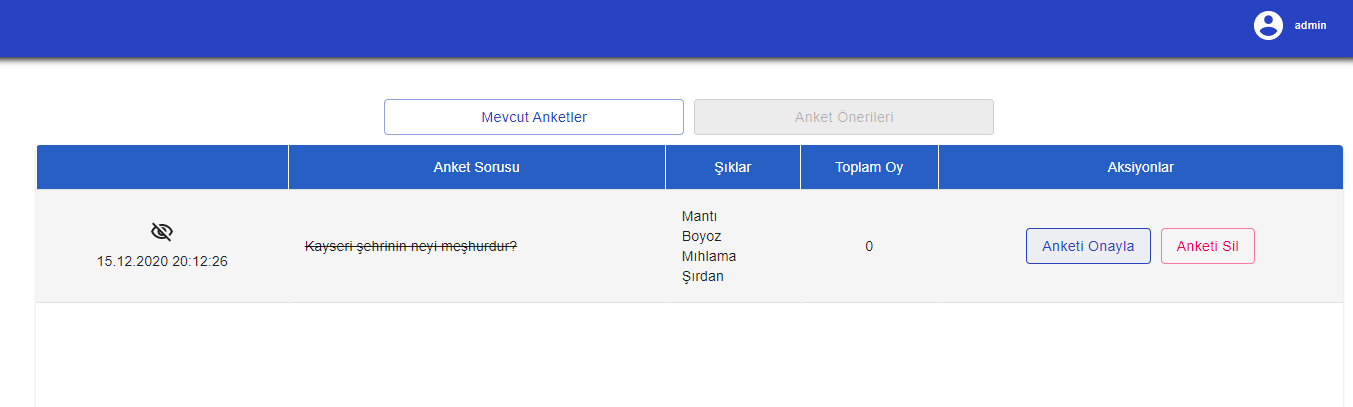 admin
Mevcut Anketler
Anket Önerileri
Anket Sorusu
Şıklar
Toplam Oy
Aksiyonlar
15.12.2020 20:12:26
Kayseri şehrinin neyi meşhurdur?
Mantı
Boyoz
Mıhlama
Şırdan
0
Anketi Onayla
Anketi Sil